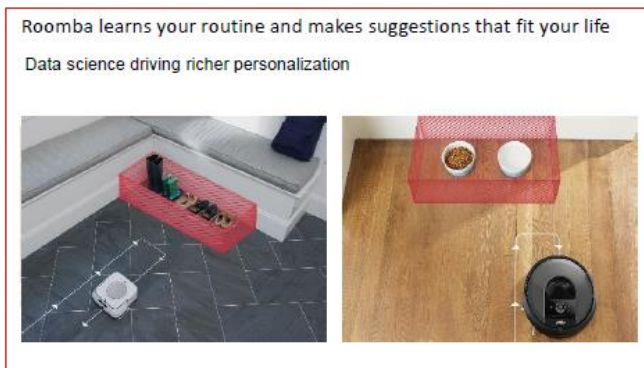 Roomba learns your routine and makes suggestions that fit your life
Data science driving richer personalization